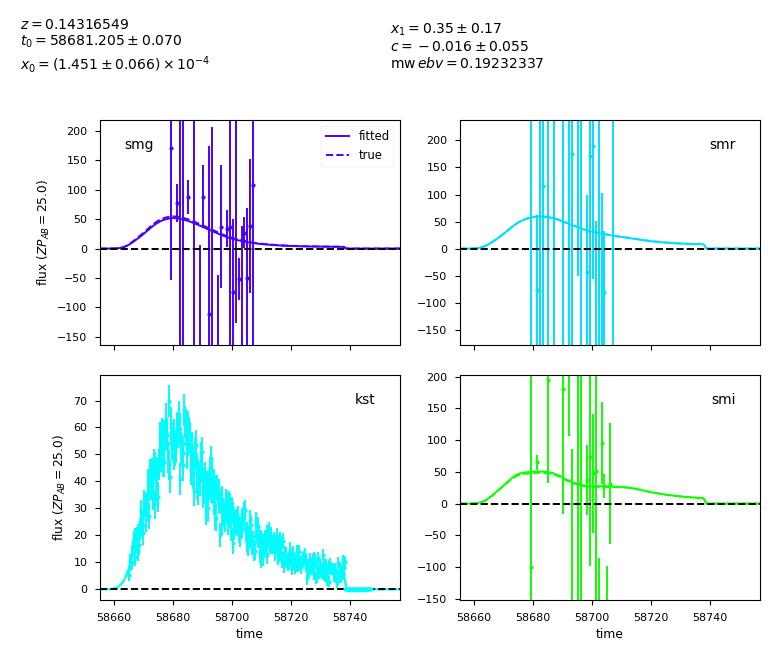 z = 0.14316549
t₀ = 58681.205 ± 0.070
x₀ = (1.451 ± 0.066) × 10⁻⁴
x₁ = 0.35 ± 0.17
c = −0.016 ± 0.055
mw ebv = 0.19232337
smg
fitted
true
flux (ZP_AB = 25.0)
200
150
100
50
0
−50
−100
−150
smr
200
150
100
50
0
−50
−100
−150
kst
flux (ZP_AB = 25.0)
70
60
50
40
30
20
10
0
58660 58680 58700 58720 58740
time
smi
200
150
100
50
0
−50
−100
−150
58660 58680 58700 58720 58740
time